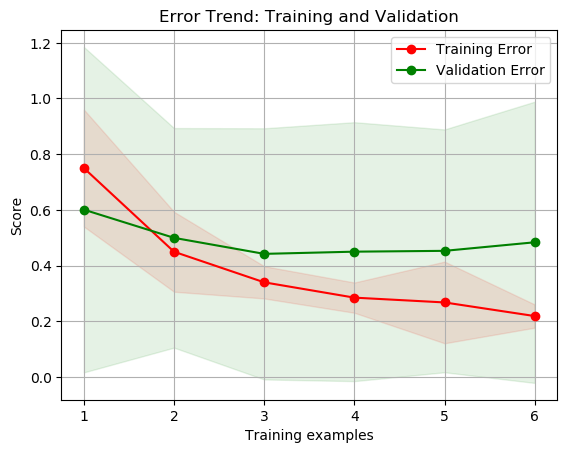 Error Trend: Training and Validation
Training Error
Validation Error
1.2
1.0
0.8
0.6
0.4
0.2
0.0
Score
1 2 3 4 5 6
Training examples